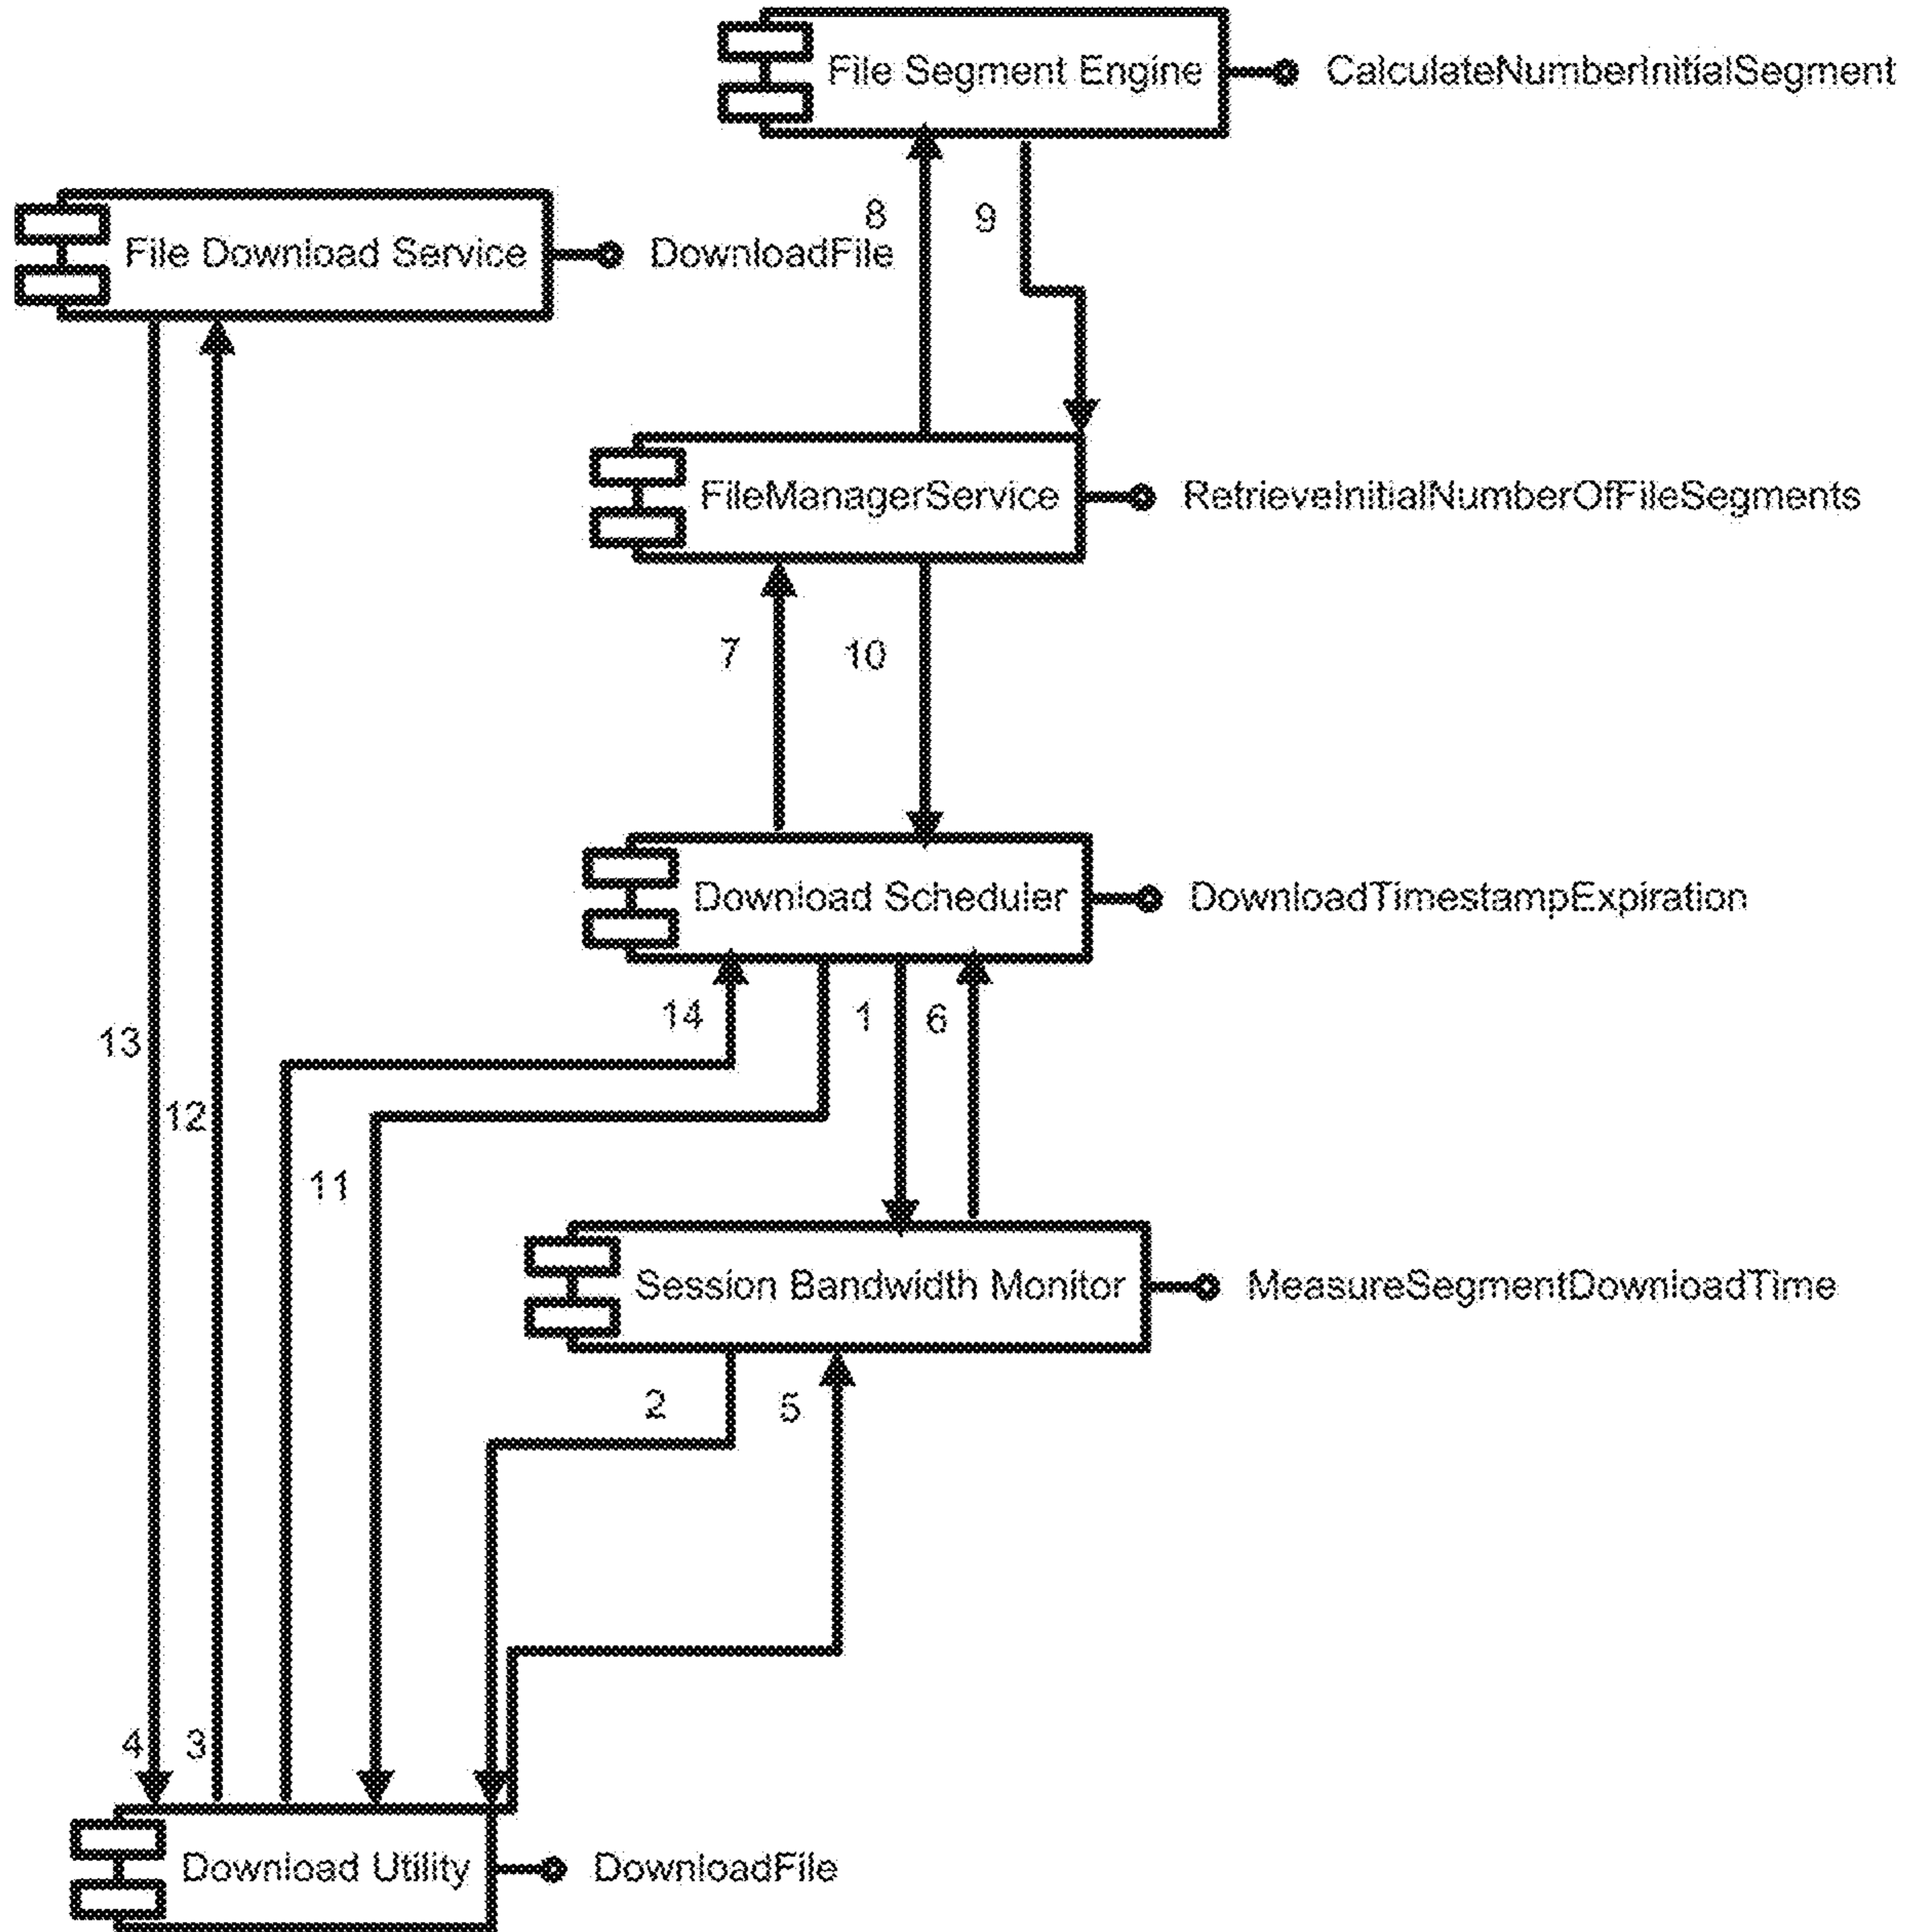 File Segment Engine
CalculateNumberInitialSegment
8
9
File Download Service
DownloadFile
FileManagerService
RetrieveInitialNumberOfFileSegments
7
10
Download Scheduler
DownloadTimestampExpiration
14
1
6
13
12
11
Session Bandwidth Monitor
MeasureSegmentDownloadTime
2
5
4
3
Download Utility
DownloadFile